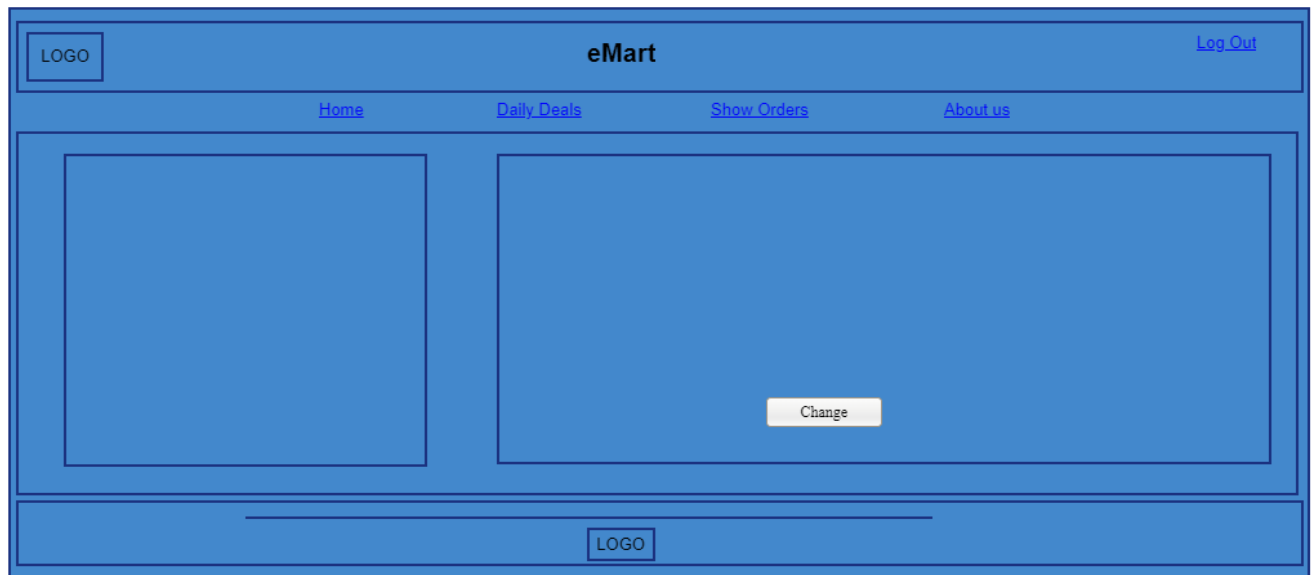 LOGO
eMart
Log Out
Home
Daily Deals
Show Orders
About us
Change
LOGO